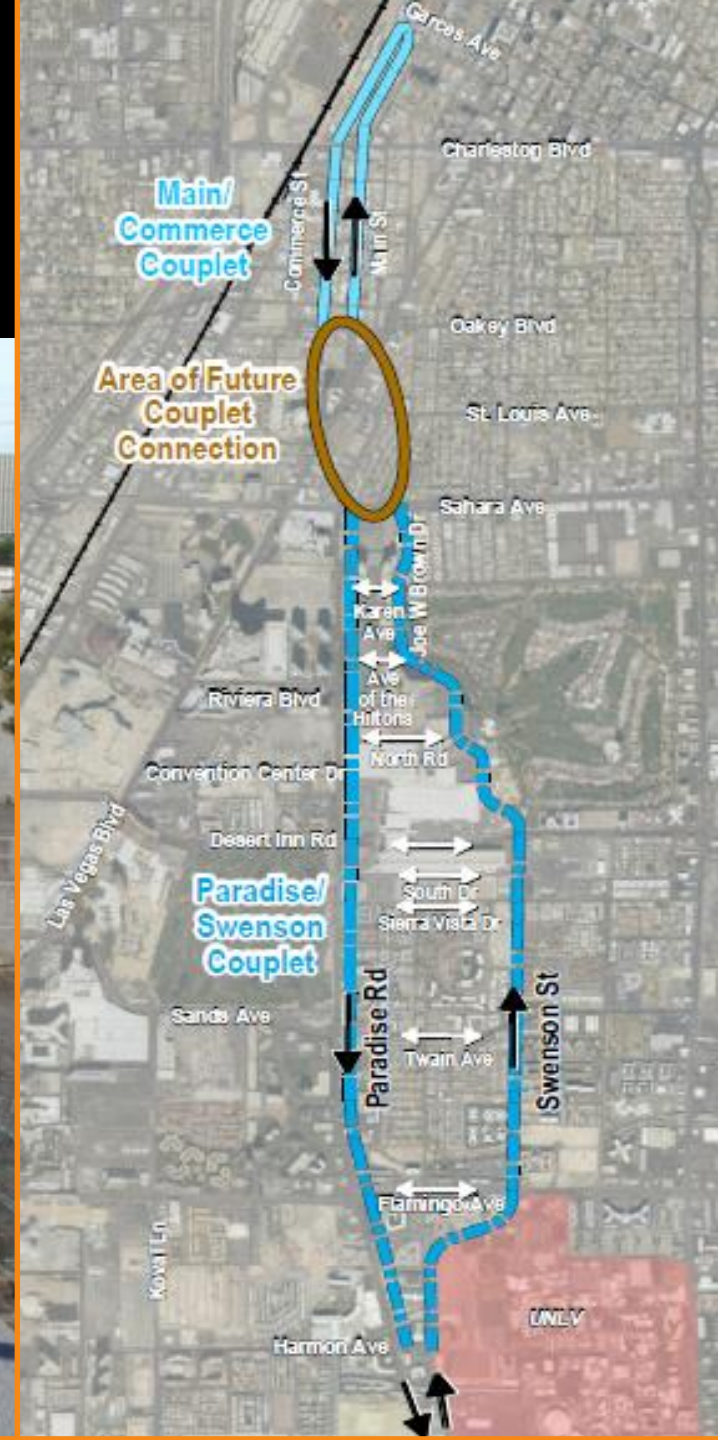 Garces Ave
Charleston Blvd
Main/
Commerce
Couplet
Commerce St
Main St
Oakey Blvd
Area of Future
Couplet
Connection
St. Louis Ave
Sahara Ave
Joe W Brown Dr
Karen
Ave
Ave
of the
Hiltons
Riviera Blvd
North Rd
Convention Center Dr
Las Vegas Blvd
Desert Inn Rd
Paradise/
Swenson
Couplet
South Dr
Sierra Vista Dr
Sands Ave
Paradise Rd
Swenson St
Twain Ave
Flamingo Ave
Koval Ln
UNLV
Harmon Ave